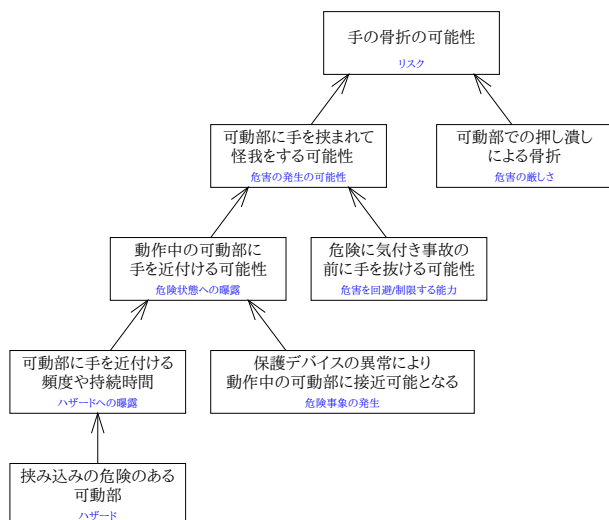 手の骨折の可能性
リスク
可動部に手を挟まれて
怪我をする可能性
危害の発生の可能性
可動部での押し潰し
による骨折
危害の厳しさ
動作中の可動部に
手を近付ける可能性
危険状態への曝露
危険に気付き事故の
前に手を抜ける可能性
危害を回避/制限する能力
可動部に手を近付ける
頻度や持続時間
ハザードへの曝露
保護デバイスの異常により
動作中の可動部に接近可能となる
危険事象の発生
挟み込みの危険のある
可動部
ハザード